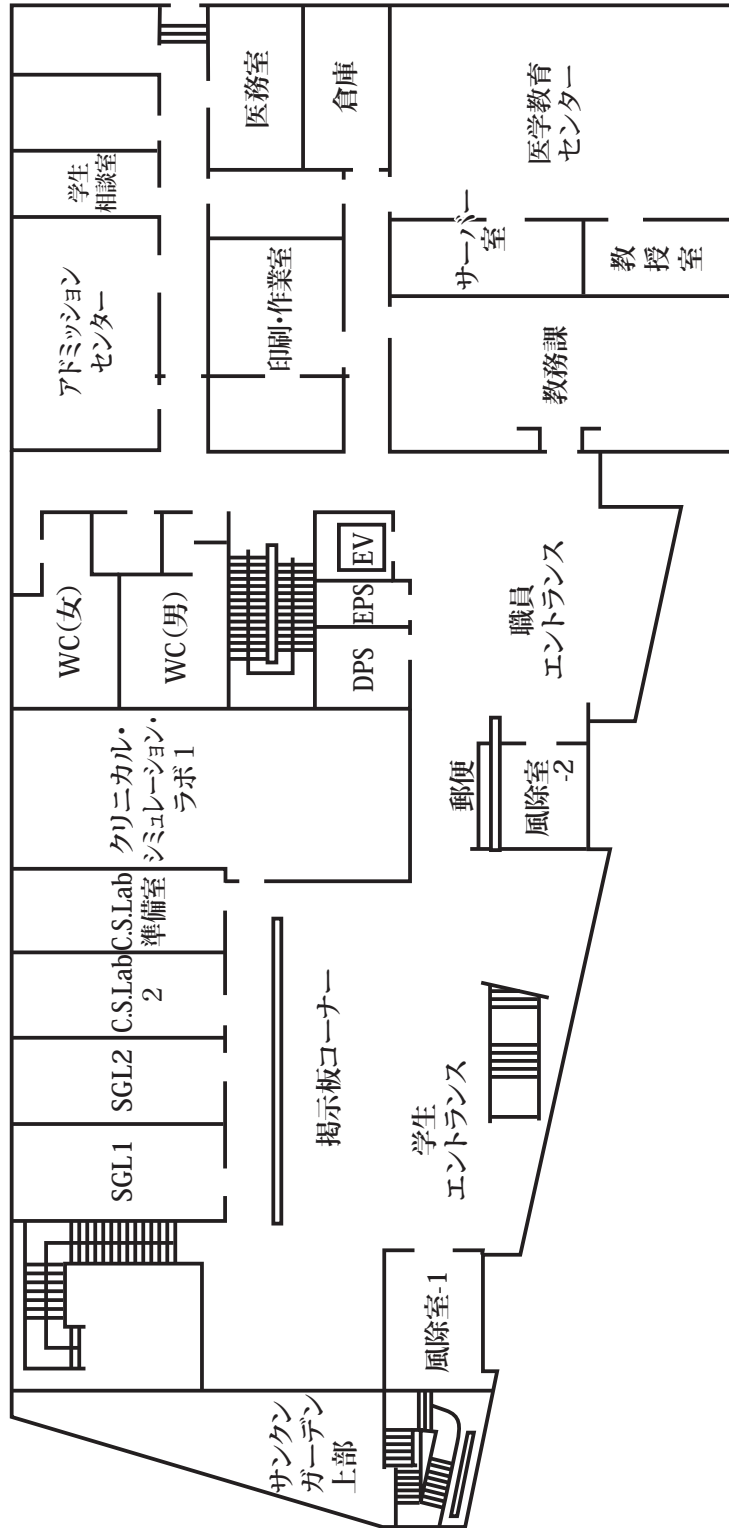 サンクン
ガーデン
上部
風除室-1
SGL1
SGL2
C.S.Lab
2
C.S.Lab
準備室
クリニカル・
シミュレーション・
ラボ1
WC(女)
WC(男)
DPS
EPS
EV
掲示板コーナー
学生
エントランス
郵便
風除室
-2
職員
エントランス
アドミッション
センター
学生
相談室
印刷・作業室
医務室
倉庫
教務課
サーバー
室
教授室
医学教育
センター